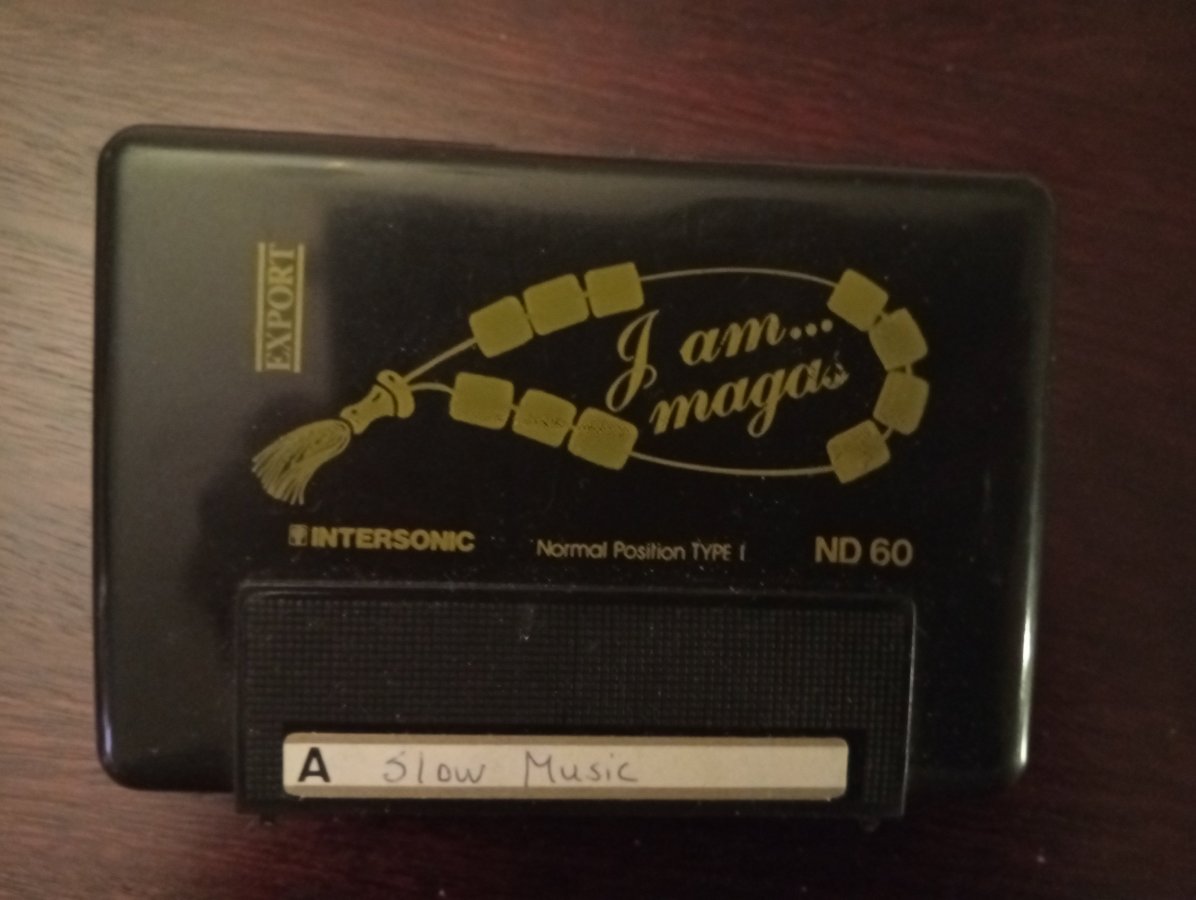 EXPORT
I am...
magas
INTERSONIC
Normal Position TYPE I
ND 60
A Slow Music